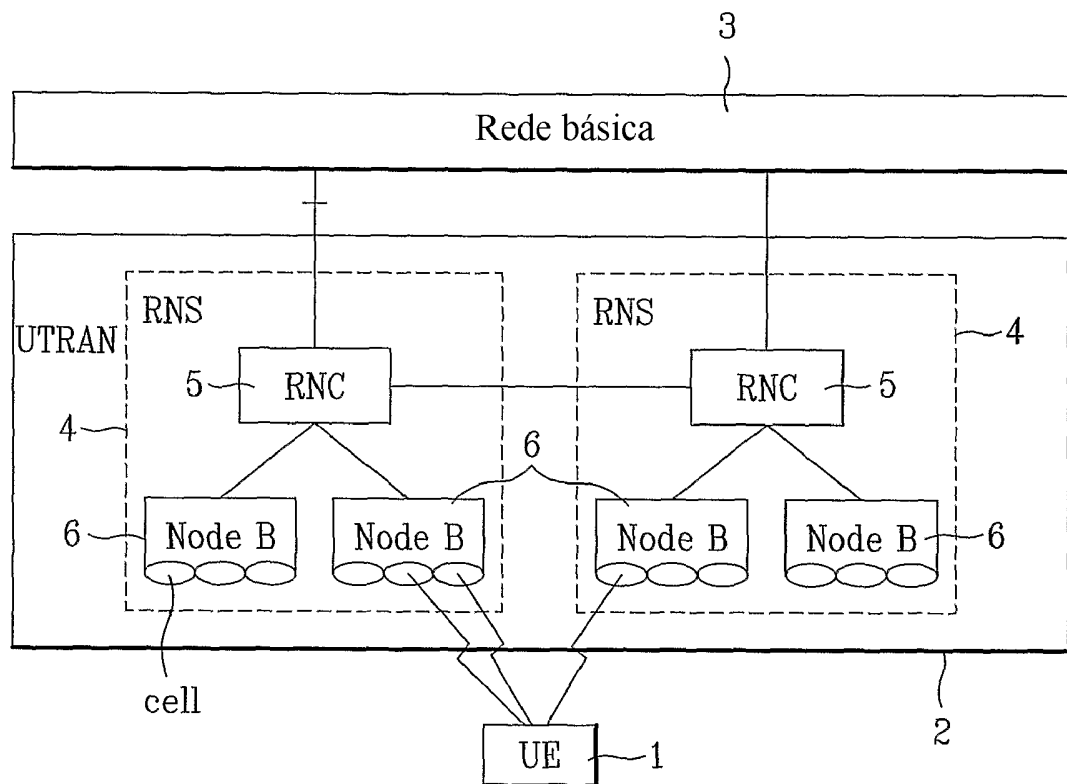 3
Rede básica
RNS
RNS
UTRAN
4
5
RNC
RNC
5
4
6
6
Node B
Node B
Node B
Node B
6
cell
2
UE
1